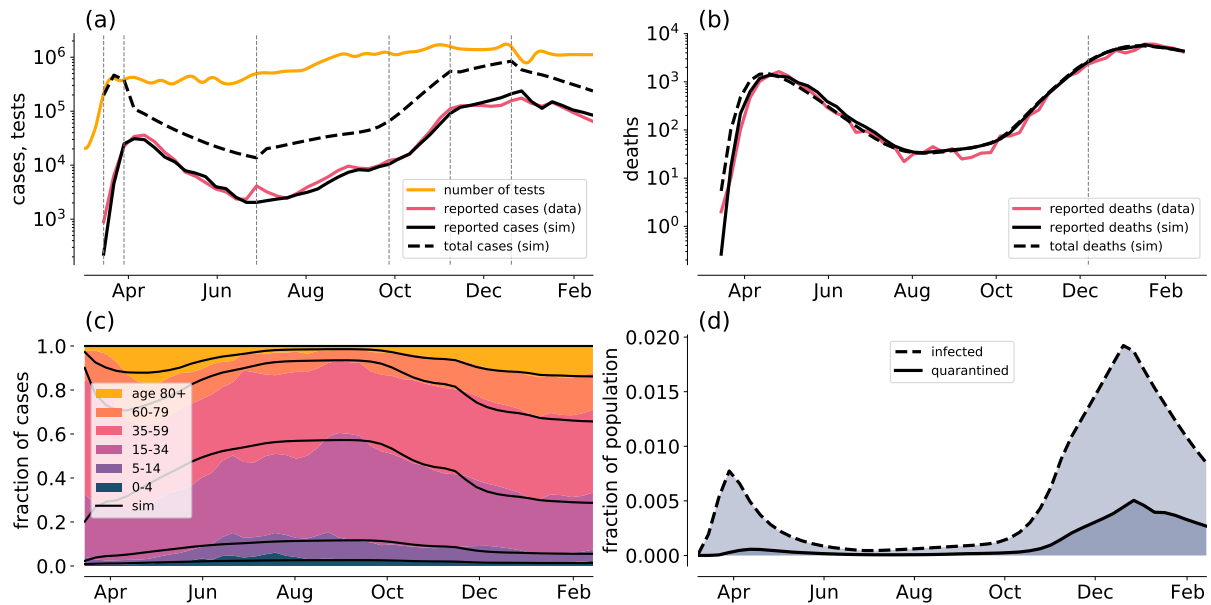 (a)
cases, tests
10^6
10^5
10^4
10^3
number of tests
reported cases (data)
reported cases (sim)
total cases (sim)
Apr Jun Aug Oct Dec Feb
(b)
deaths
10^4
10^3
10^2
10^1
10^0
reported deaths (data)
reported deaths (sim)
total deaths (sim)
Apr Jun Aug Oct Dec Feb
(c)
fraction of cases
1.0
0.8
0.6
0.4
0.2
0.0
age 80+
60-79
35-59
15-34
5-14
0-4
sim
Apr Jun Aug Oct Dec Feb
(d)
fraction of population
0.020
0.015
0.010
0.005
0.000
infected
quarantined
Apr Jun Aug Oct Dec Feb